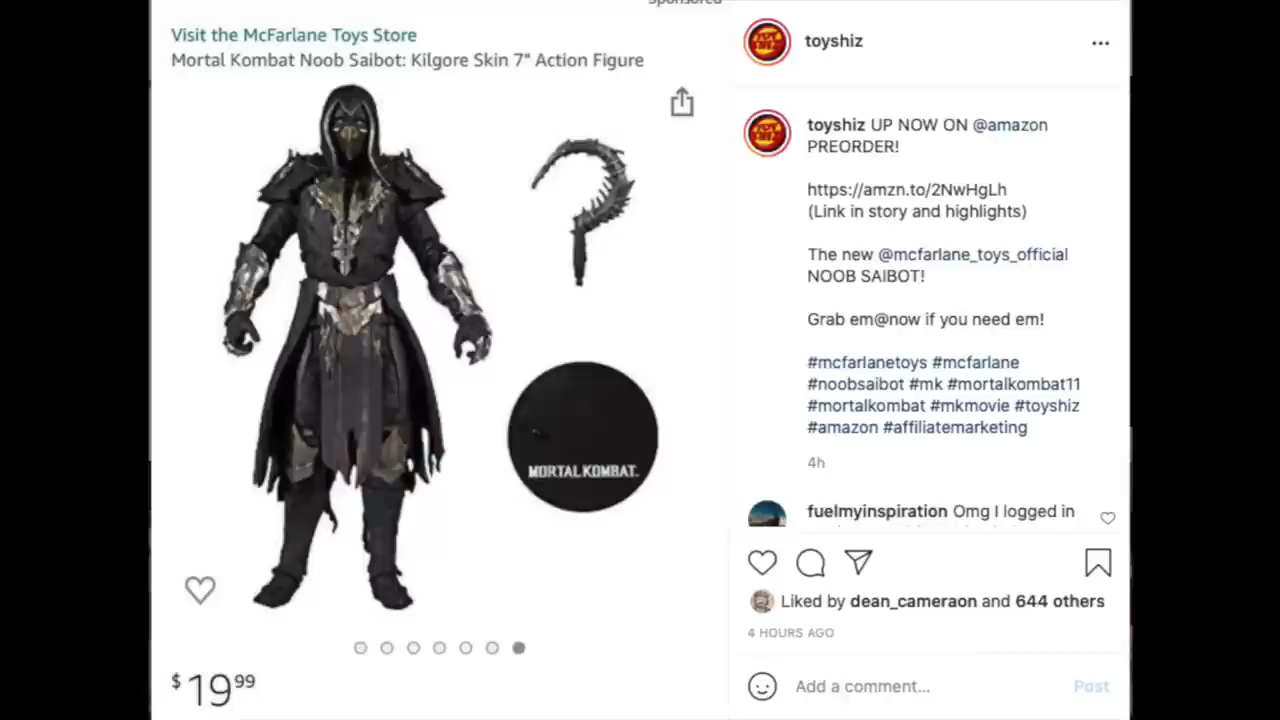 Sponsored
Visit the McFarlane Toys Store
Mortal Kombat Noob Saibot: Kilgore Skin 7" Action Figure
MORTAL KOMBAT
$19.99
toyshiz
toyshiz UP NOW ON @amazon
PREORDER!
https://amzn.to/2NwHgLh
(Link in story and highlights)
The new @mcfarlane_toys_official
NOOB SAIBOT!
Grab em@now if you need em!
#mcfarlanetoys #mcfarlane
#noobsaibot #mk #mortalkombat11
#mortalkombat #mkmovie #toyshiz
#amazon #affiliatemarketing
4h
fuelmyinspiration Omg I logged in
Liked by dean_cameraon and 644 others
4 HOURS AGO
Add a comment... Post